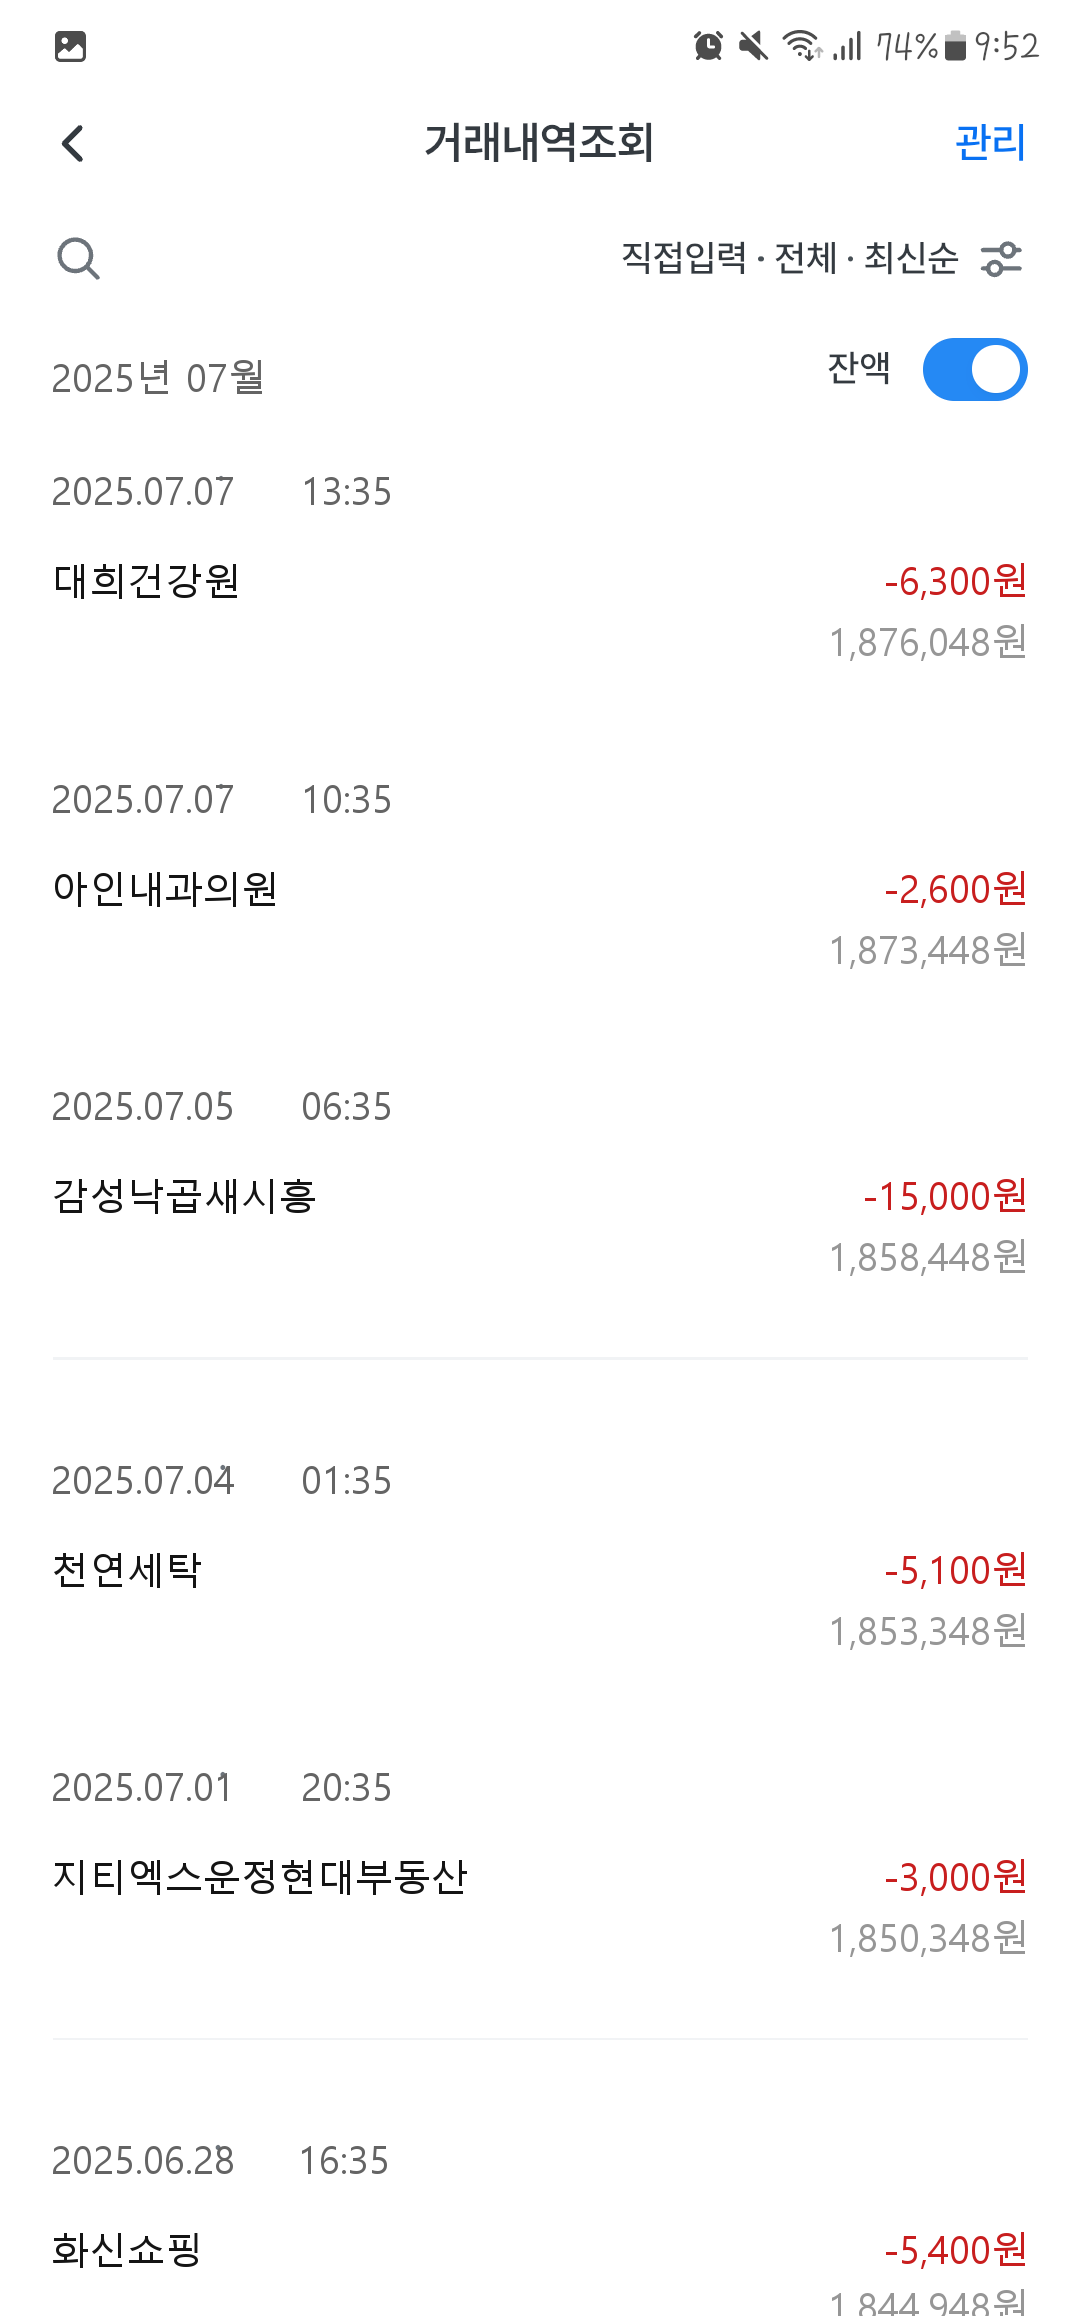 74% 9:52
거래내역조회 관리
직접입력 · 전체 · 최신순
2025년 07월 잔액
2025.07.07 13:35
대희건강원 -6,300원
1,876,048원
2025.07.07 10:35
아인내과의원 -2,600원
1,873,448원
2025.07.05 06:35
감성낙곱새시흥 -15,000원
1,858,448원
2025.07.04 01:35
천연세탁 -5,100원
1,853,348원
2025.07.01 20:35
지티엑스운정현대부동산 -3,000원
1,850,348원
2025.06.28 16:35
화신쇼핑 -5,400원
1,844,948원